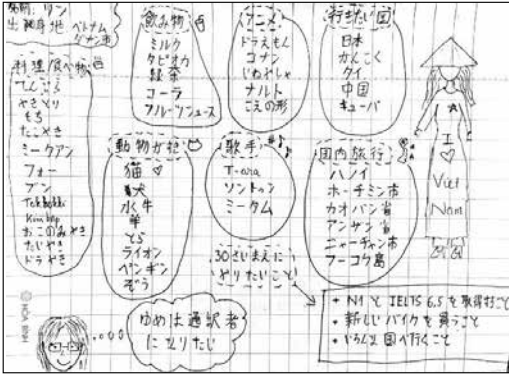 名前: リン
出身地 ベトナム
ダナン市
料理食べ物
てんぷら
やきとり
もち
たこやき
ミークアン
フォー
ブン
Tokbokki
Kimbap
おこのみやき
たいやき
ドラやき
飲み物
ミルク
タピオカ
緑茶
コーラ
フルーツジュース
アニメ
ドラえもん
コナン
いぬやしゃ
ナルト
こえの形
行きたい国
日本
かんこく
タイ
中国
キューバ
動物が好
猫 ♡
犬
水牛
とら
ライオン
ペンギン
ぞう
歌手
T-ara
ソントゥン
ミータム
国内旅行
ハノイ
ホーチミン市
カオバン省
アンザン省
ニャーチャン市
フーコク島
I
♡
Viet
Nam
30さいまえに
やりたいこと
+ N1 と IELTS 6.5 を取得すること
• 新しいバイクを買うこと
• いろんな国へ行くこと
ゆめは通訳者
になりたい
© HOA BINH